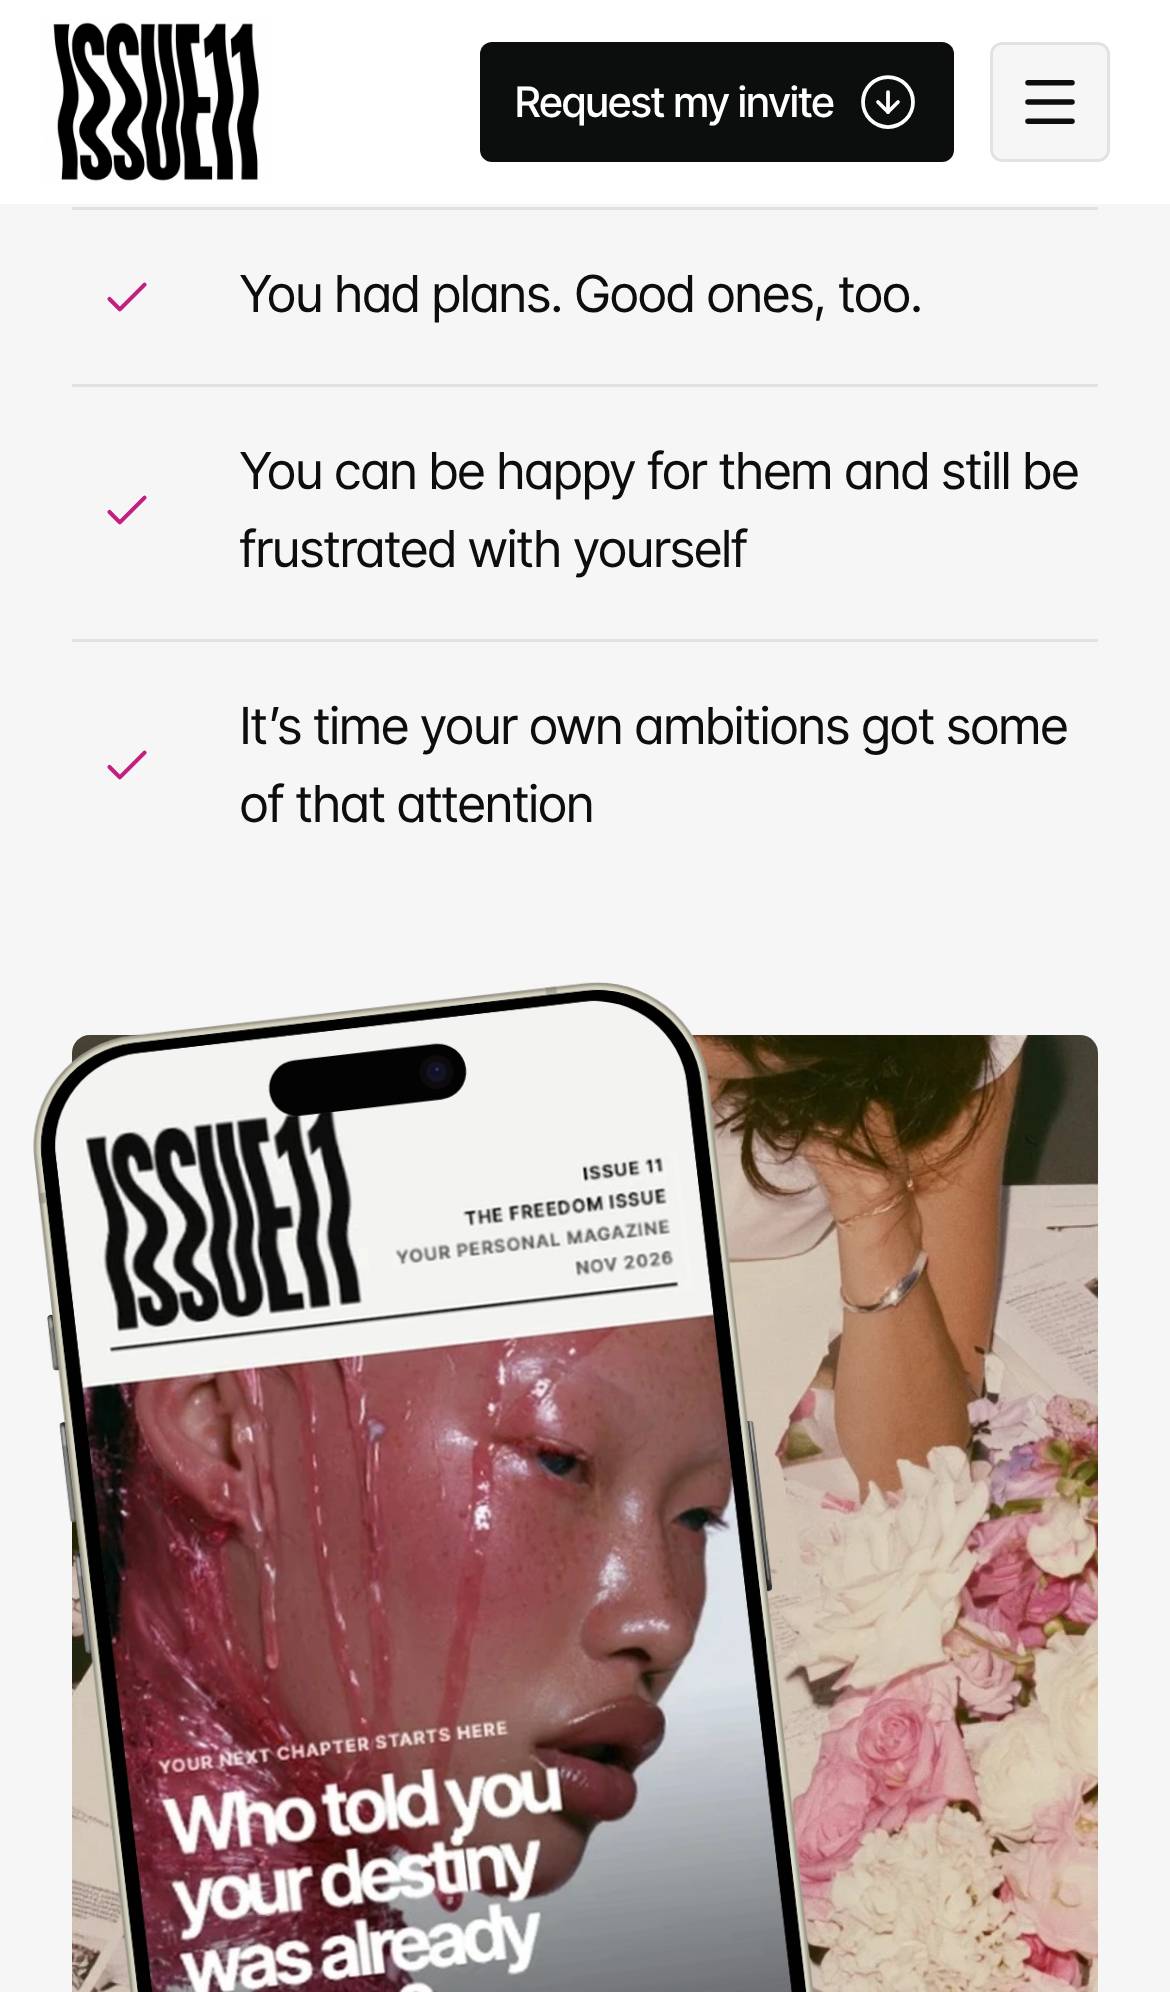 ISSUE11
Request my invite
You had plans. Good ones, too.
You can be happy for them and still be
frustrated with yourself
It’s time your own ambitions got some
of that attention
ISSUE11
ISSUE 11
THE FREEDOM ISSUE
YOUR PERSONAL MAGAZINE
NOV 2026
YOUR NEXT CHAPTER STARTS HERE
Who told you
your destiny
was already